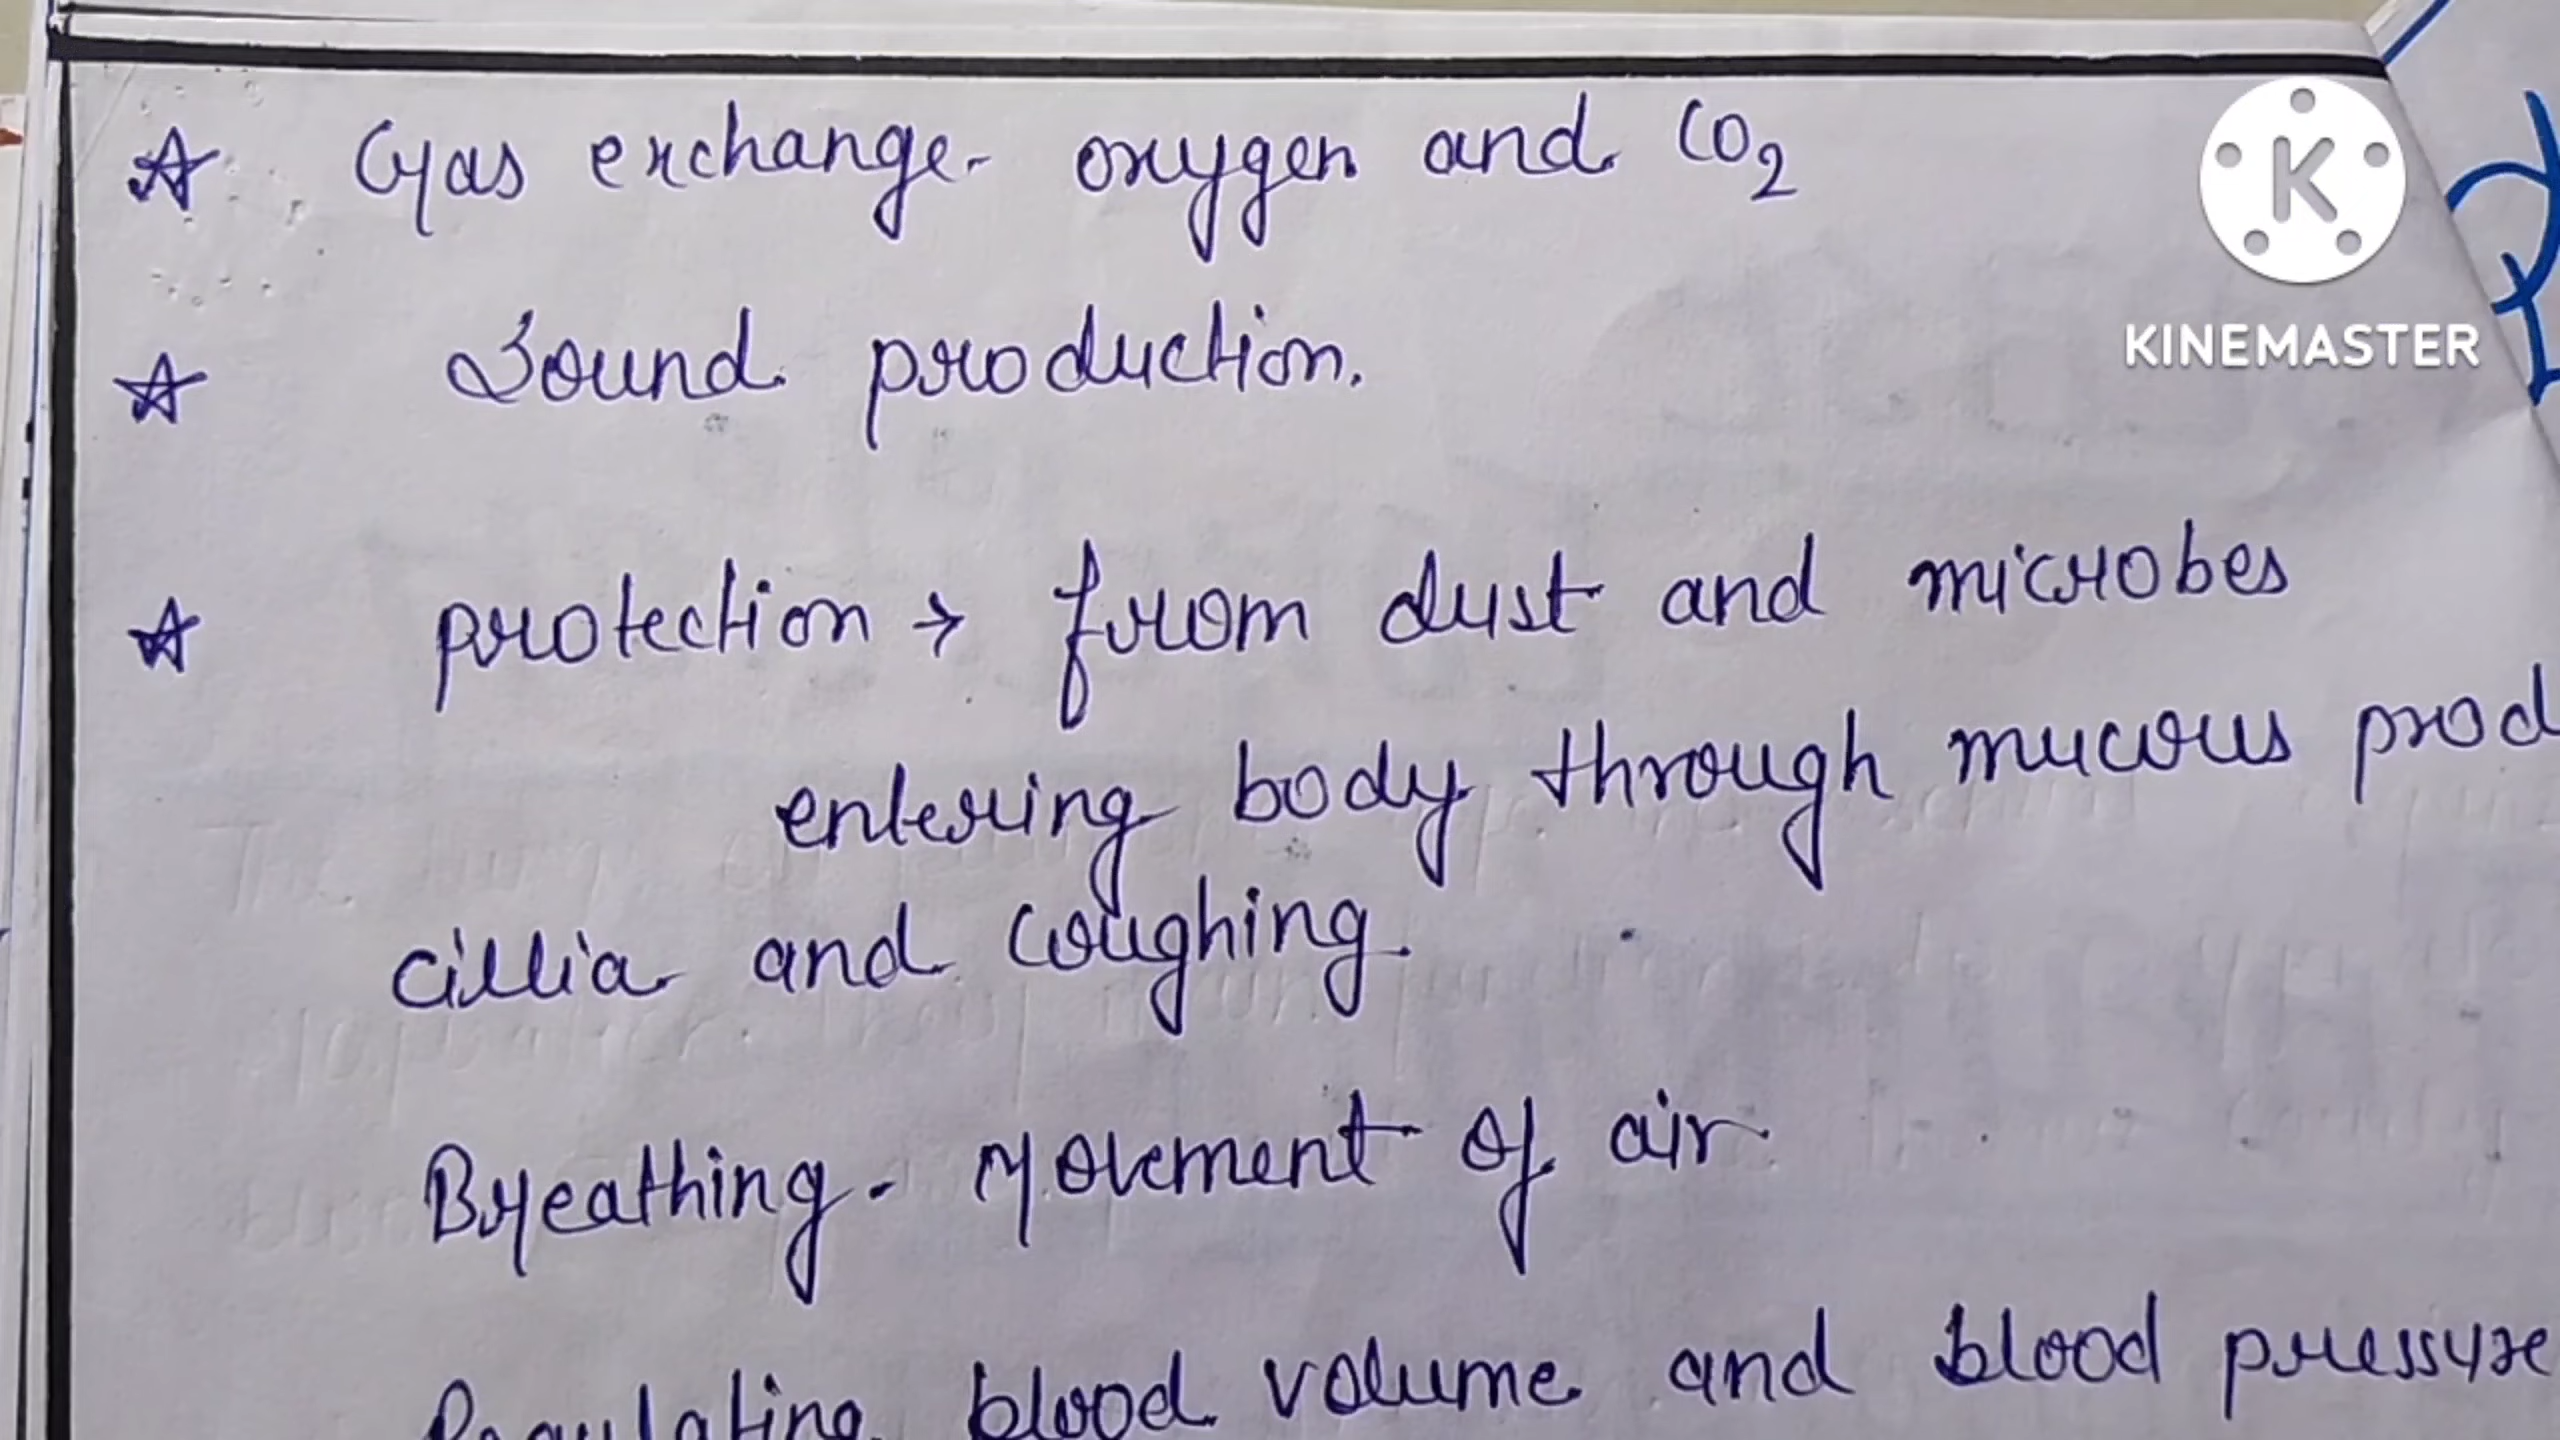 ☆ Gas exchange - oxygen and CO2
KINEMASTER
☆ Sound production.
☆ protection → from dust and microbes
entering body through mucous prod
cillia and coughing.
Breathing - Movement of air
Regulating blood volume and blood pressure